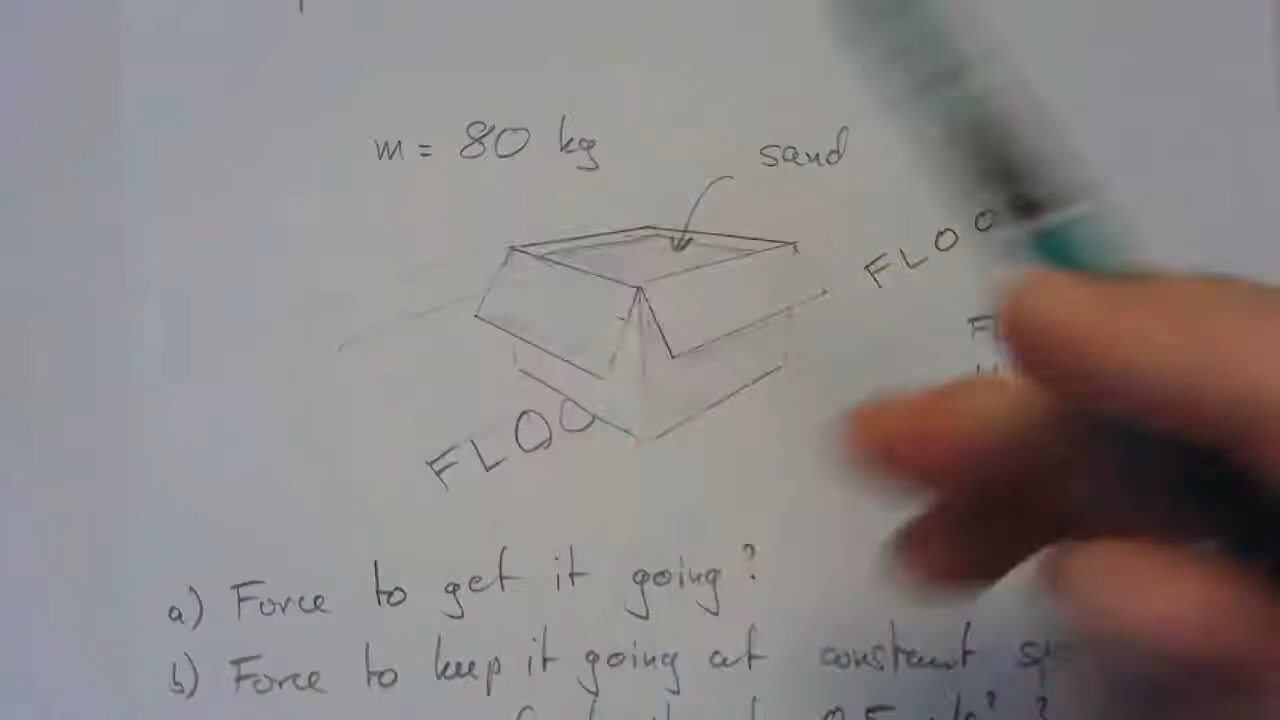 m = 80 kg
sand
FLOO
FLOO
a) Force to get it going?
b) Force to keep it going at constant